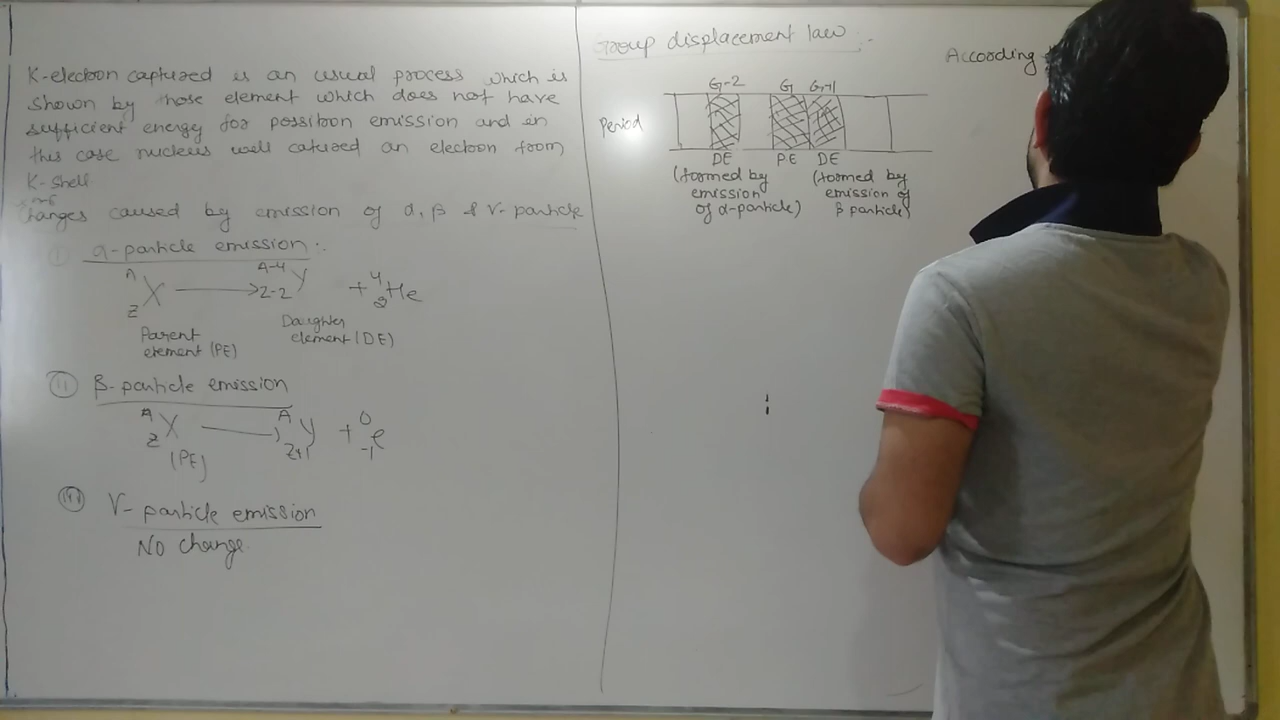 K-electron captured is an usual process which is
shown by those element which does not have
sufficient energy for possitron emission and in
this case nucleus well catured an electron from
K-shell
Changes caused by emission of α, β & γ-particle
α-particle emission:-
A
Z X → A-4
Z-2 Y + 4
2 He
Parent
element (PE)
Daughter
element (DE)
(ii) β-particle emission
A
Z X → A
Z+1 Y + 0
-1 e
(PE)
(iii) γ-particle emission
No change
Group displacement law :-
According
G-2 G G+1
Period
DE PE DE
(formed by
emission
of α-particle)
(formed by
emission of
β particle)